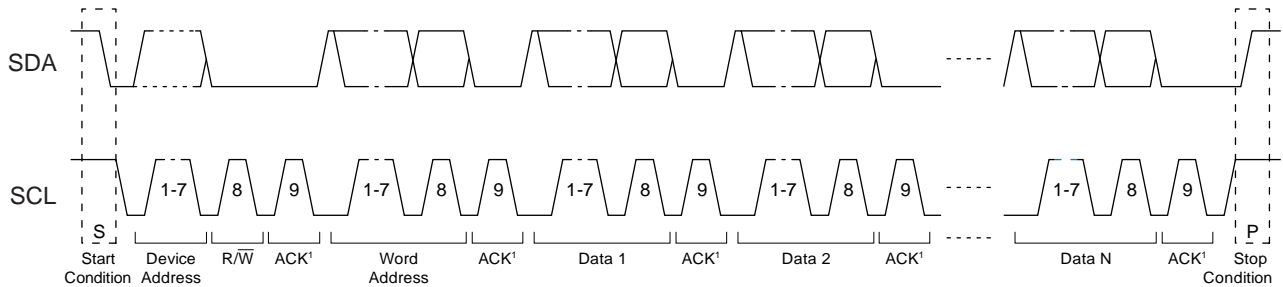 SDA
SCL
1-7 8 9 1-7 8 9 1-7 8 9 1-7 8 9 1-7 8 9
S P
Start Condition
Device Address
R/W̅
ACK¹
Word Address
ACK¹
Data 1
ACK¹
Data 2
ACK¹
Data N
ACK¹
Stop Condition